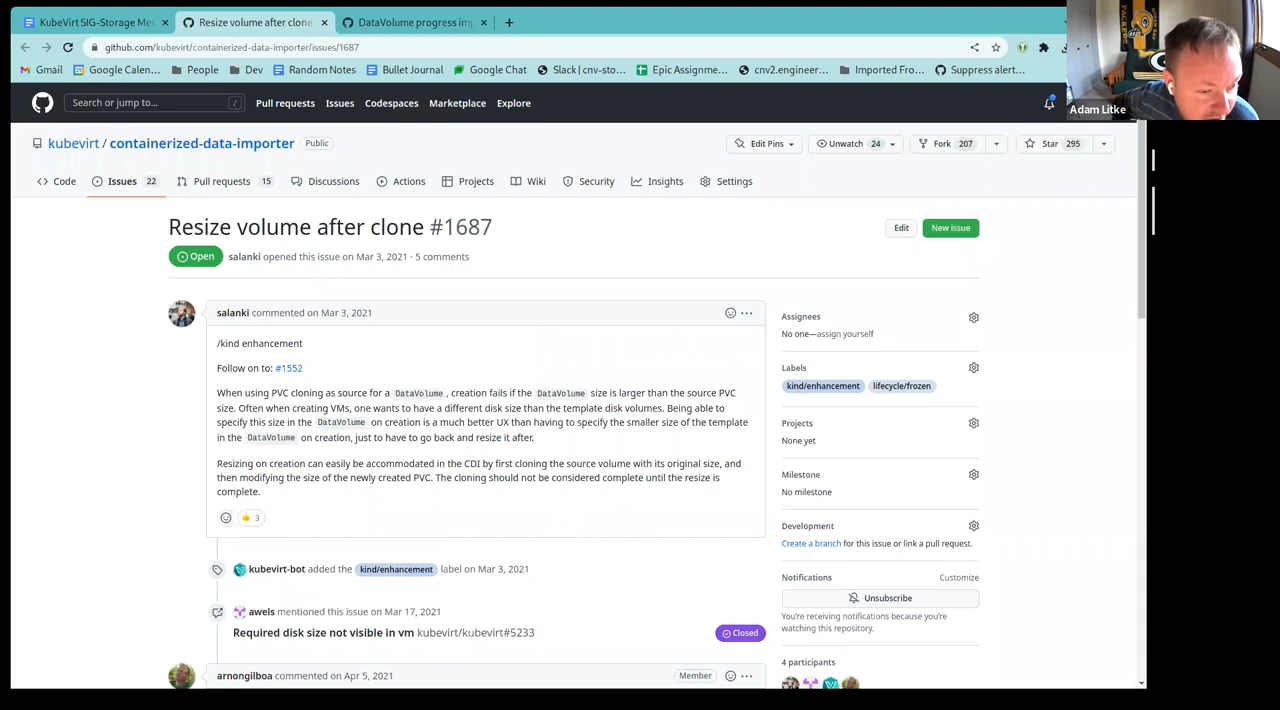 KubeVirt SIG-Storage Me
Resize volume after clone
DataVolume progress im
github.com/kubevirt/containerized-data-importer/issues/1687
Gmail
Google Calen...
People
Dev
Random Notes
Bullet Journal
Google Chat
Slack | cnv-sto...
Epic Assignme...
cnv2.engineer...
Imported Fro...
Suppress alert...
Adam Litke
Search or jump to...
/
Pull requests
Issues
Codespaces
Marketplace
Explore
kubevirt / containerized-data-importer
Public
Edit Pins
Unwatch 24
Fork 207
Star 295
Code
Issues 22
Pull requests 15
Discussions
Actions
Projects
Wiki
Security
Insights
Settings
Resize volume after clone #1687
Edit
New issue
Open
salanki opened this issue on Mar 3, 2021 · 5 comments
salanki commented on Mar 3, 2021
/kind enhancement
Follow on to: #1552
When using PVC cloning as source for a DataVolume, creation fails if the DataVolume size is larger than the source PVC
size. Often when creating VMs, one wants to have a different disk size than the template disk volumes. Being able to
specify this size in the DataVolume on creation is a much better UX than having to specify the smaller size of the template
in the DataVolume on creation, just to have to go back and resize it after.
Resizing on creation can easily be accommodated in the CDI by first cloning the source volume with its original size, and
then modifying the size of the newly created PVC. The cloning should not be considered complete until the resize is
complete.
3
kubevirt-bot added the kind/enhancement label on Mar 3, 2021
awels mentioned this issue on Mar 17, 2021
Required disk size not visible in vm kubevirt/kubevirt#5233
Closed
arnongilboa commented on Apr 5, 2021
Member
Assignees
No one—assign yourself
Labels
kind/enhancement
lifecycle/frozen
Projects
None yet
Milestone
No milestone
Development
Create a branch for this issue or link a pull request.
Notifications
Customize
Unsubscribe
You're receiving notifications because you're
watching this repository.
4 participants